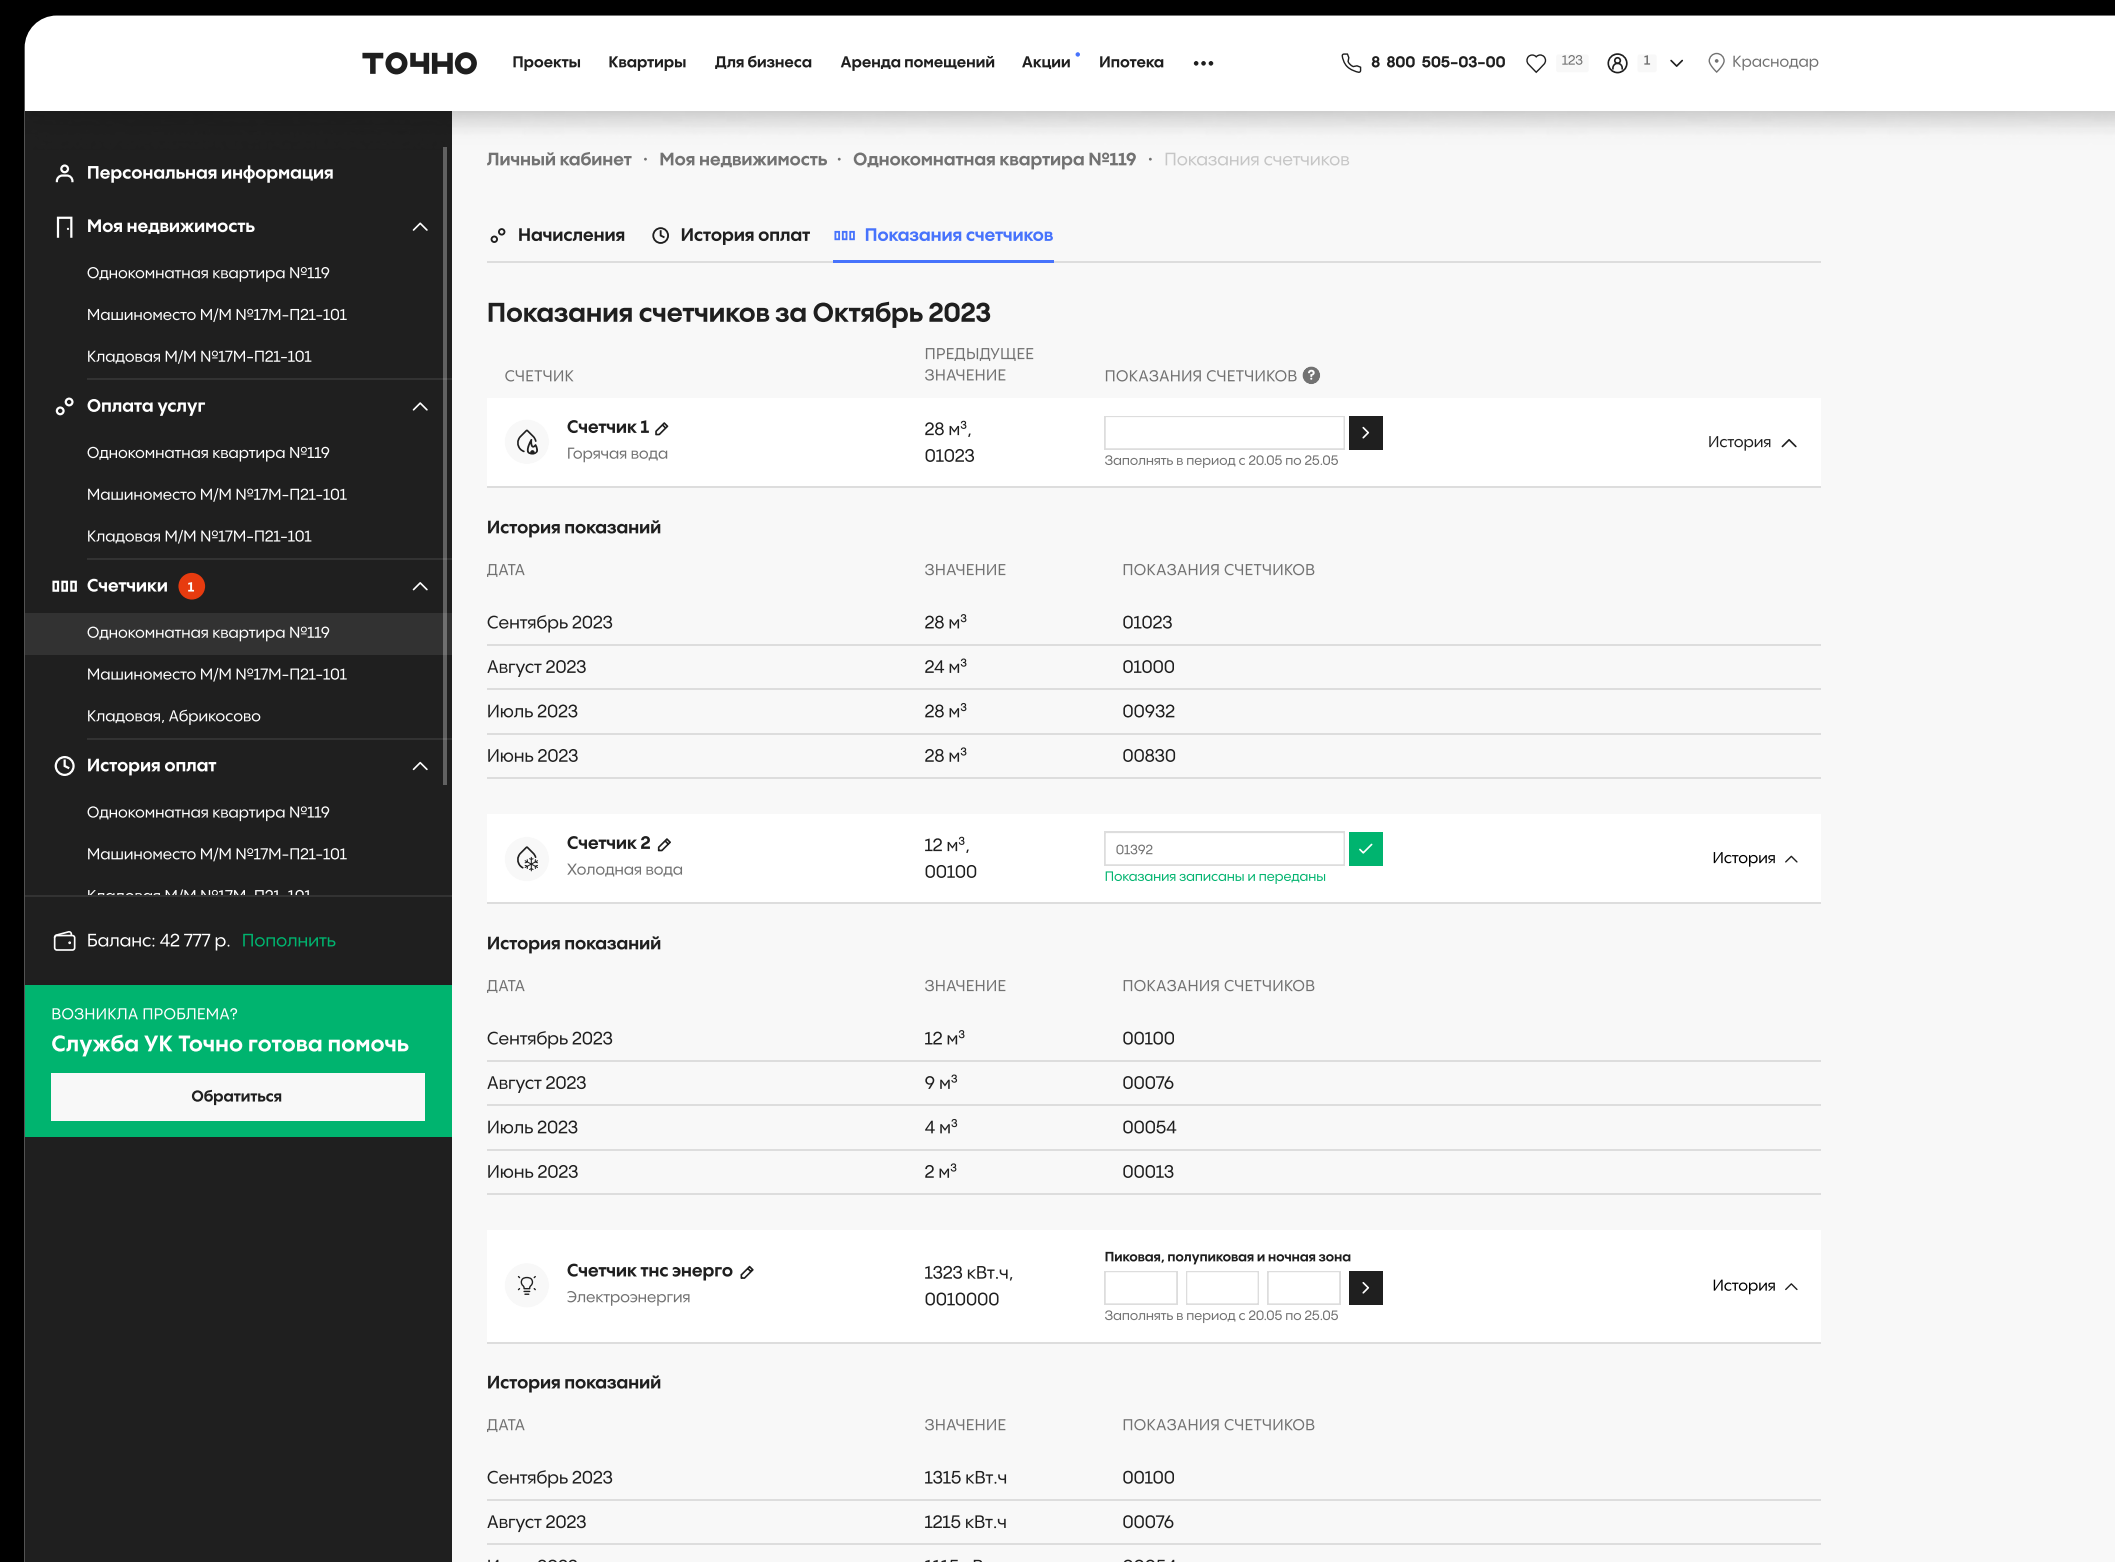 ТОЧНО
Проекты
Квартиры
Для бизнеса
Аренда помещений
Акции
Ипотека
8 800 505-03-00
123
1
Краснодар
Персональная информация
Моя недвижимость
Однокомнатная квартира №119
Машиноместо М/М №17М-П21-101
Кладовая М/М №17М-П21-101
Оплата услуг
Однокомнатная квартира №119
Машиноместо М/М №17М-П21-101
Кладовая М/М №17М-П21-101
Счетчики 1
Однокомнатная квартира №119
Машиноместо М/М №17М-П21-101
Кладовая, Абрикосово
История оплат
Однокомнатная квартира №119
Машиноместо М/М №17М-П21-101
Кладовая М/М №17М-П21-101
Баланс: 42 777 р. Пополнить
ВОЗНИКЛА ПРОБЛЕМА?
Служба УК Точно готова помочь
Обратиться
Личный кабинет · Моя недвижимость · Однокомнатная квартира №119 · Показания счетчиков
Начисления
История оплат
Показания счетчиков
Показания счетчиков за Октябрь 2023
СЧЕТЧИК
ПРЕДЫДУЩЕЕ
ЗНАЧЕНИЕ
ПОКАЗАНИЯ СЧЕТЧИКОВ ?
Счетчик 1
Горячая вода
28 м³,
01023
Заполнять в период с 20.05 по 25.05
История
История показаний
ДАТА ЗНАЧЕНИЕ ПОКАЗАНИЯ СЧЕТЧИКОВ
Сентябрь 2023 28 м³ 01023
Август 2023 24 м³ 01000
Июль 2023 28 м³ 00932
Июнь 2023 28 м³ 00830
Счетчик 2
Холодная вода
12 м³,
00100
01392
Показания записаны и переданы
История
История показаний
ДАТА ЗНАЧЕНИЕ ПОКАЗАНИЯ СЧЕТЧИКОВ
Сентябрь 2023 12 м³ 00100
Август 2023 9 м³ 00076
Июль 2023 4 м³ 00054
Июнь 2023 2 м³ 00013
Счетчик тнс энерго
Электроэнергия
1323 кВт.ч,
0010000
Пиковая, полупиковая и ночная зона
Заполнять в период с 20.05 по 25.05
История
История показаний
ДАТА ЗНАЧЕНИЕ ПОКАЗАНИЯ СЧЕТЧИКОВ
Сентябрь 2023 1315 кВт.ч 00100
Август 2023 1215 кВт.ч 00076